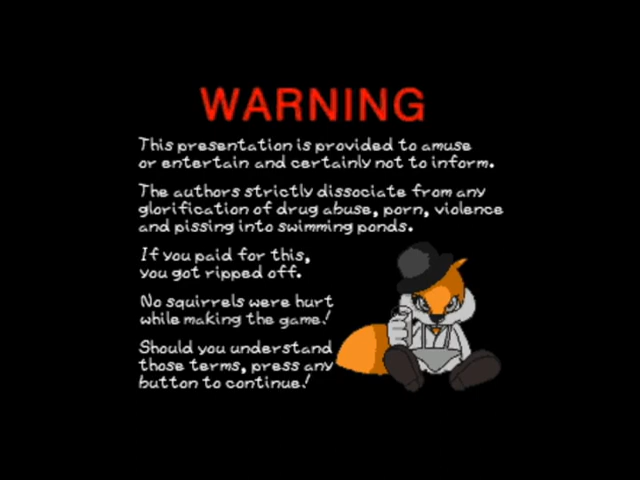 WARNING
This presentation is provided to amuse
or entertain and certainly not to inform.
The authors strictly dissociate from any
glorification of drug abuse, porn, violence
and pissing into swimming ponds.
If you paid for this,
you got ripped off.
No squirrels were hurt
while making the game!
Should you understand
those terms, press any
button to continue!